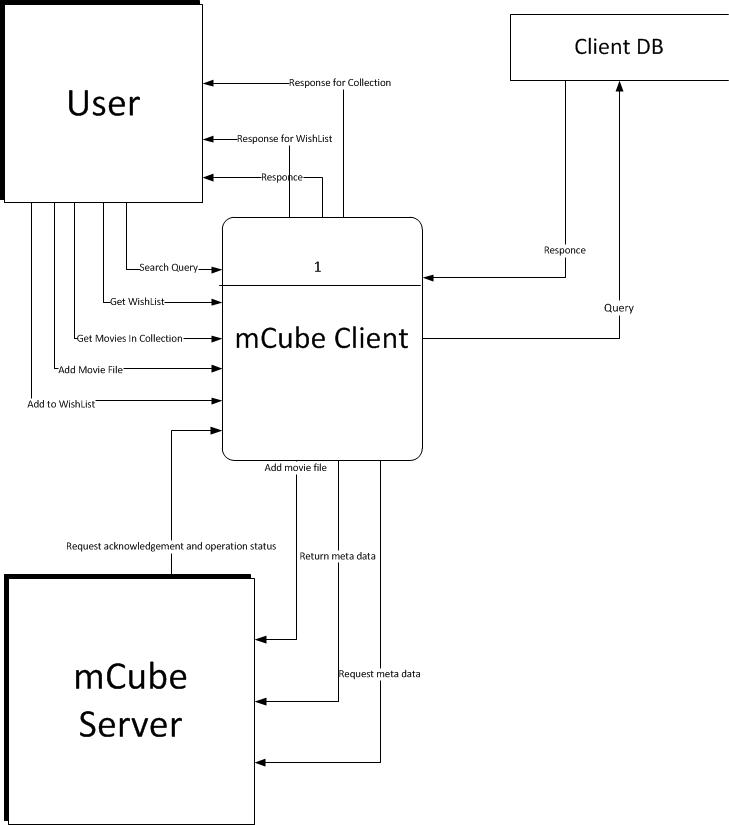 Client DB
User
Response for Collection
Response for WishList
Responce
Responce
1
Search Query
Get WishList
Query
Get Movies In Collection
mCube Client
Add Movie File
Add to WishList
Add movie file
Request acknowledgement and operation status
Return meta data
Request meta data
mCube
Server